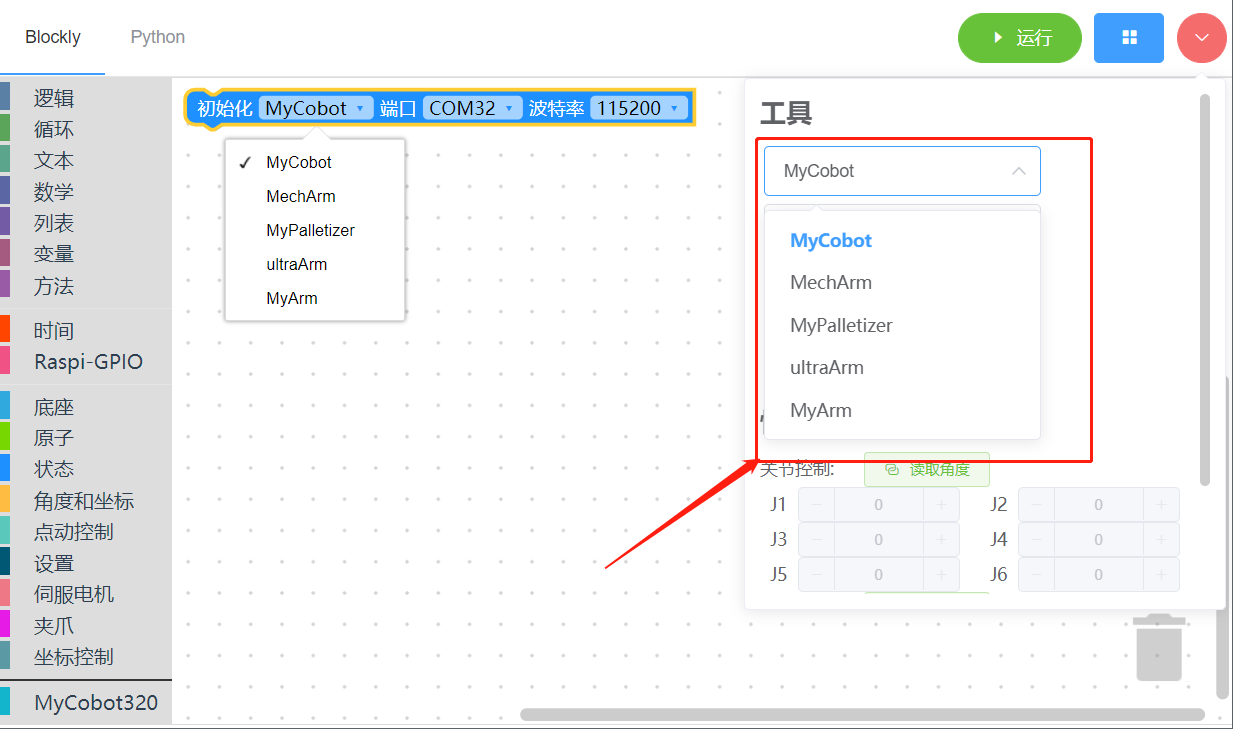 Blockly Python 运行
逻辑
循环
文本
数学
列表
变量
方法
时间
Raspi-GPIO
底座
原子
状态
角度和坐标
点动控制
设置
伺服电机
夹爪
坐标控制
MyCobot320
初始化 MyCobot 端口 COM32 波特率 115200
MyCobot
MechArm
MyPalletizer
ultraArm
MyArm
工具
MyCobot
MyCobot
MechArm
MyPalletizer
ultraArm
MyArm
关节控制: 读取角度
J1 0 J2 0
J3 0 J4 0
J5 0 J6 0